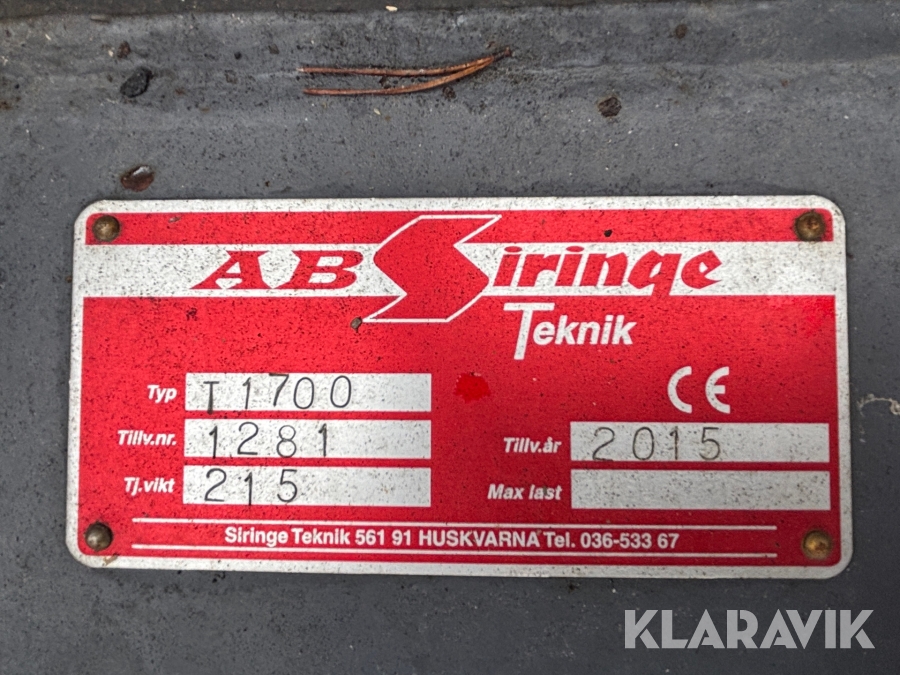 AB Siringe
Teknik
Typ T1700
CE
Tillv.nr. 1281
Tillv.år 2015
Tj.vikt 215
Max last
Siringe Teknik 561 91 HUSKVARNA Tel. 036-533 67
KLARAVIK